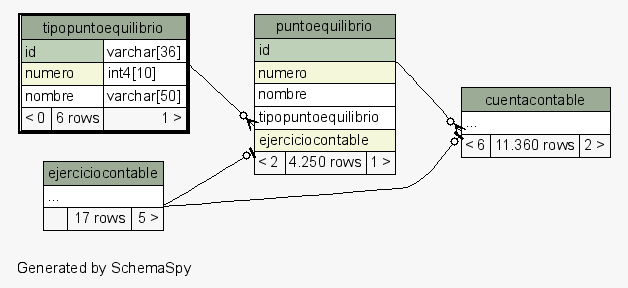 tipopuntoequilibrio
id varchar[36]
numero int4[10]
nombre varchar[50]
< 0 6 rows 1 >
puntoequilibrio
id
numero
nombre
tipopuntoequilibrio
ejerciciocontable
< 2 4.250 rows 1 >
cuentacontable
...
< 6 11.360 rows 2 >
ejerciciocontable
...
17 rows 5 >
Generated by SchemaSpy